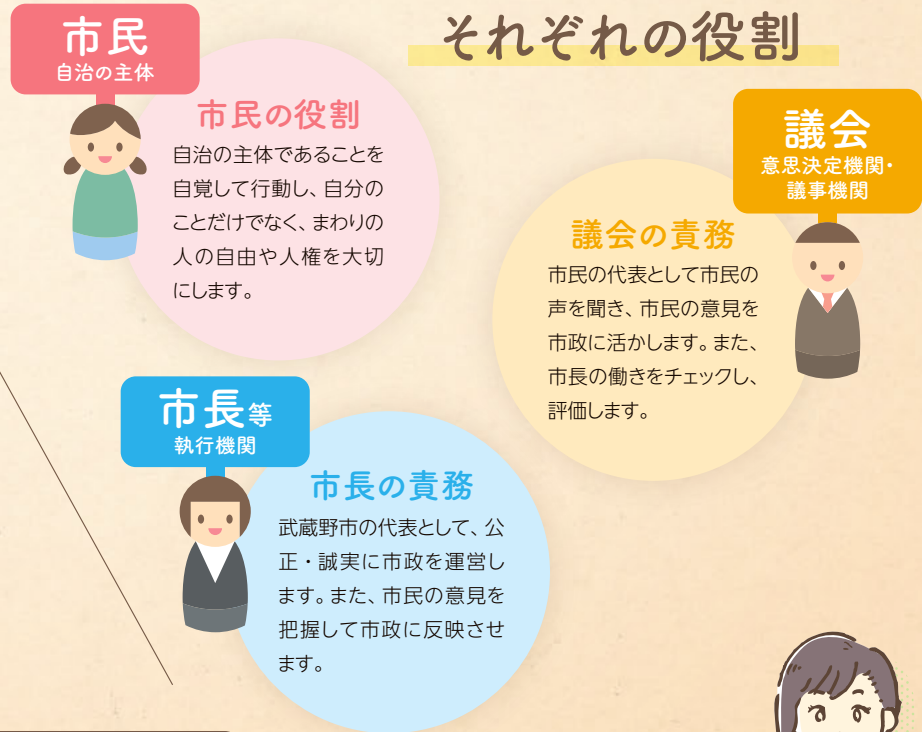 それぞれの役割
市民
自治の主体
市民の役割
自治の主体であることを
自覚して行動し、自分の
ことだけでなく、まわりの
人の自由や人権を大切
にします。
議会
意思決定機関・
議事機関
議会の責務
市民の代表として市民の
声を聞き、市民の意見を
市政に活かします。また、
市長の働きをチェックし、
評価します。
市長等
執行機関
市長の責務
武蔵野市の代表として、公
正・誠実に市政を運営し
ます。また、市民の意見を
把握して市政に反映させ
ます。